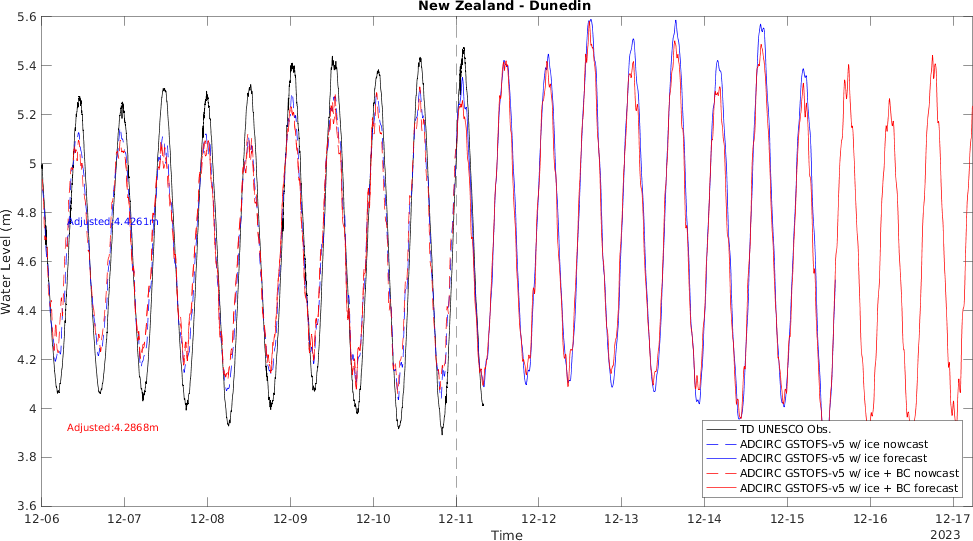 New Zealand - Dunedin
5.6
5.4
5.2
5
4.8
4.6
4.4
4.2
4
3.8
3.6
Water Level (m)
Adjusted:4.4261m
Adjusted:4.2868m
TD UNESCO Obs.
ADCIRC GSTOFS-v5 w/ ice nowcast
ADCIRC GSTOFS-v5 w/ ice forecast
ADCIRC GSTOFS-v5 w/ ice + BC nowcast
ADCIRC GSTOFS-v5 w/ ice + BC forecast
12-06 12-07 12-08 12-09 12-10 12-11 12-12 12-13 12-14 12-15 12-16 12-17
Time
2023